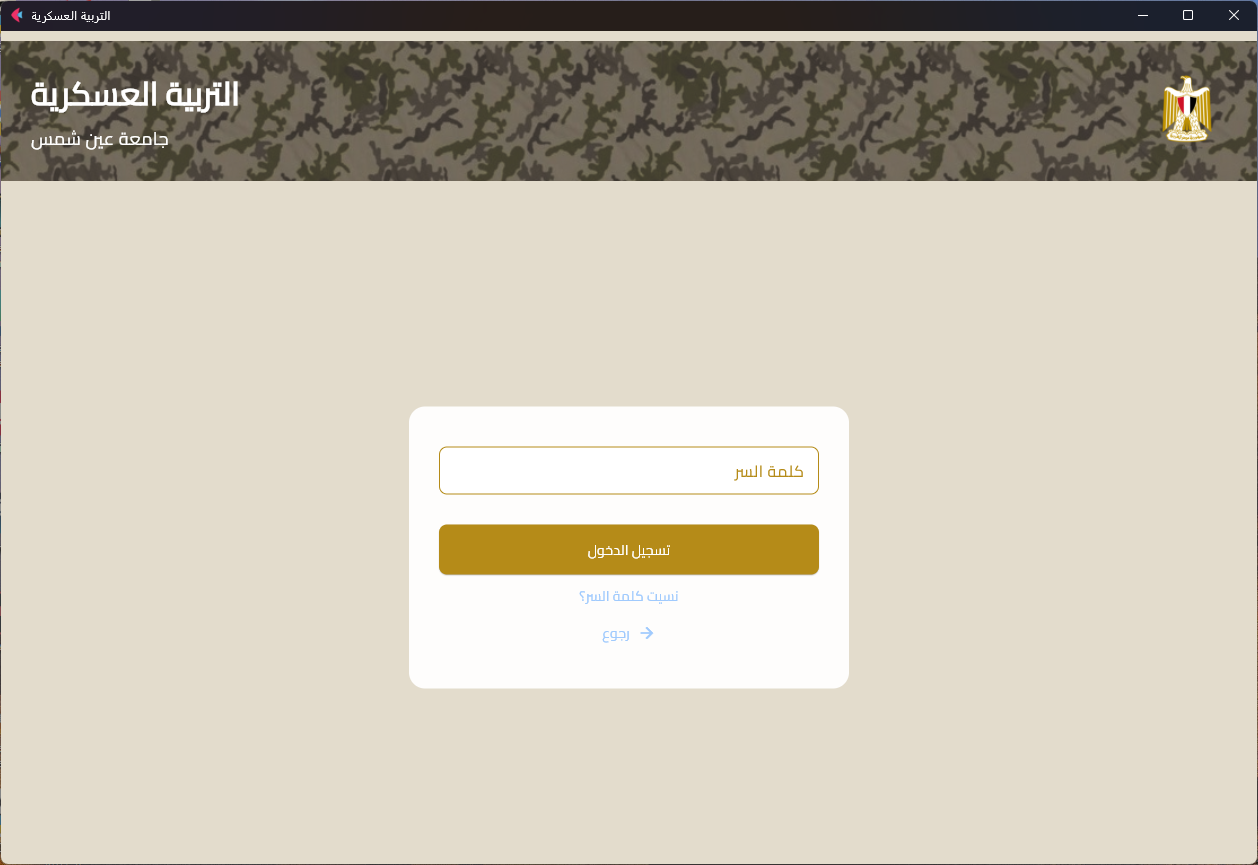 التربية العسكرية
التربية العسكرية
جامعة عين شمس
كلمة السر
تسجيل الدخول
نسيت كلمة السر؟
رجوع